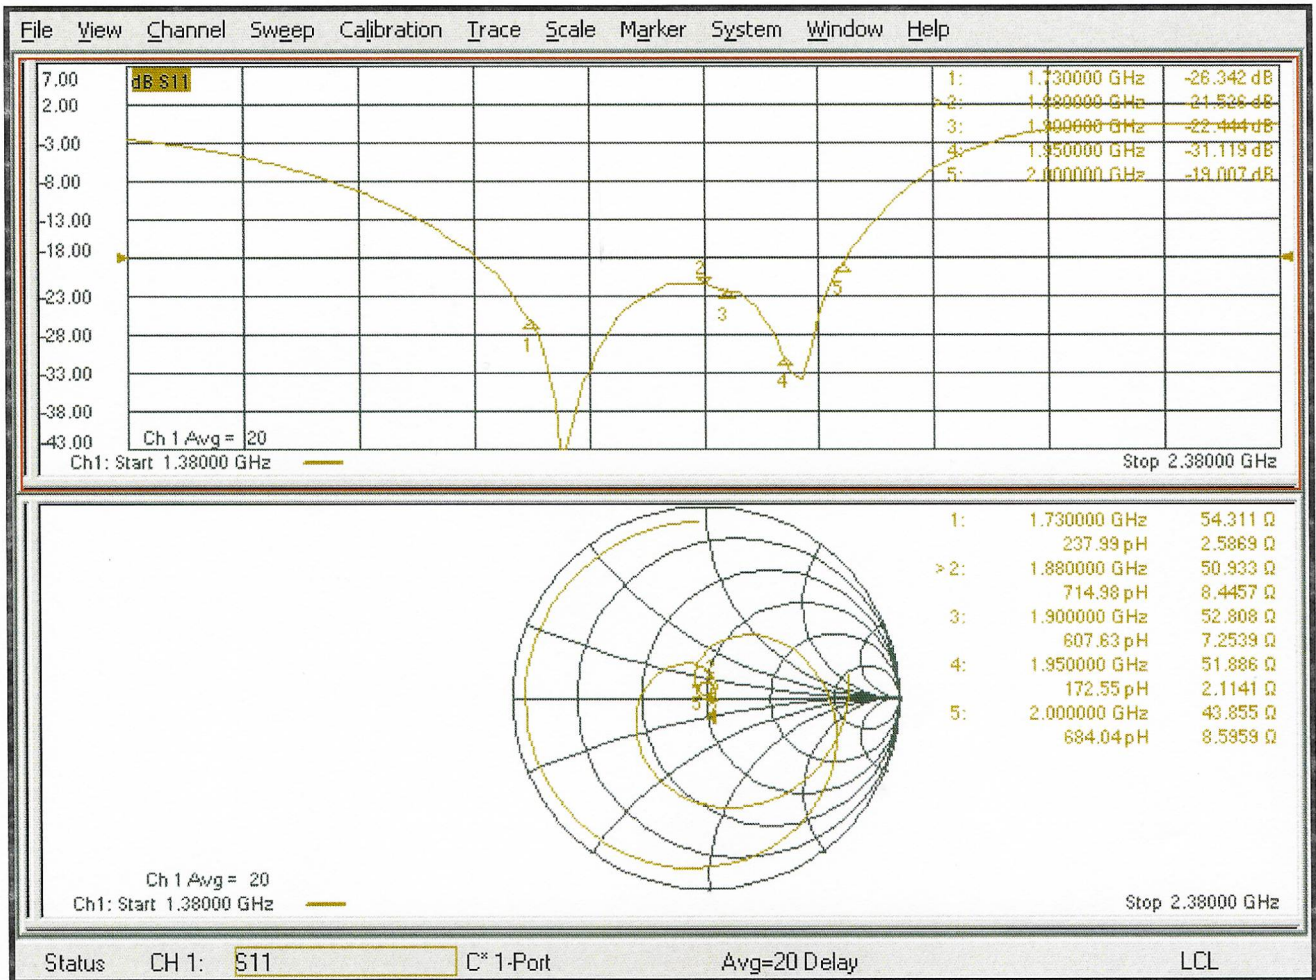 File View Channel Sweep Calibration Trace Scale Marker System Window Help
7.00 dB S11 1: 1.730000 GHz -26.342 dB
2.00 >2: 1.880000 GHz -21.526 dB
-3.00 3: 1.900000 GHz -22.444 dB
4: 1.950000 GHz -31.119 dB
-8.00 5: 2.000000 GHz -19.007 dB
-13.00
-18.00
-23.00
-28.00
-33.00
-38.00
-43.00
1
2
3
4
5
Ch 1 Avg = 20
Ch1: Start 1.38000 GHz Stop 2.38000 GHz
1: 1.730000 GHz 54.311 Ω
237.99 pH 2.5869 Ω
> 2: 1.880000 GHz 50.933 Ω
714.98 pH 8.4457 Ω
3: 1.900000 GHz 52.808 Ω
607.63 pH 7.2539 Ω
4: 1.950000 GHz 51.886 Ω
172.55 pH 2.1141 Ω
5: 2.000000 GHz 43.855 Ω
684.04 pH 8.5959 Ω
Ch 1 Avg = 20
Ch1: Start 1.38000 GHz Stop 2.38000 GHz
Status CH 1: S11 C* 1-Port Avg=20 Delay LCL